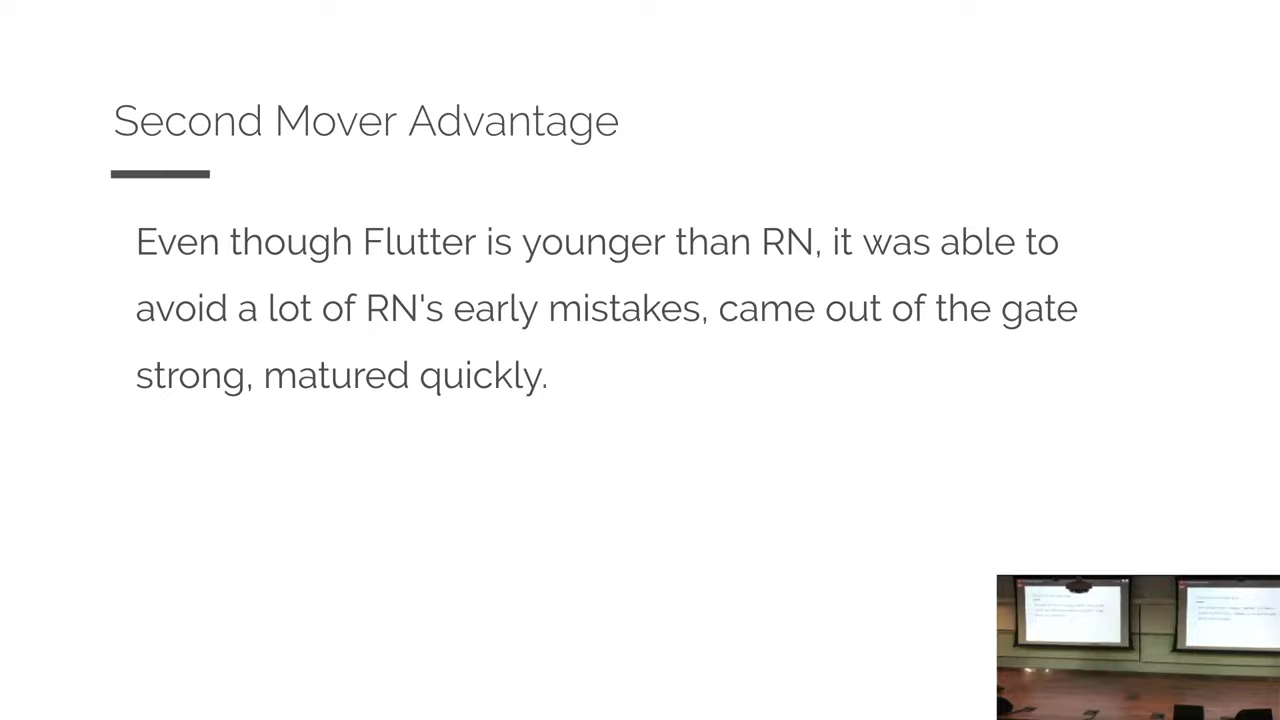 Second Mover Advantage
Even though Flutter is younger than RN, it was able to
avoid a lot of RN's early mistakes, came out of the gate
strong, matured quickly.